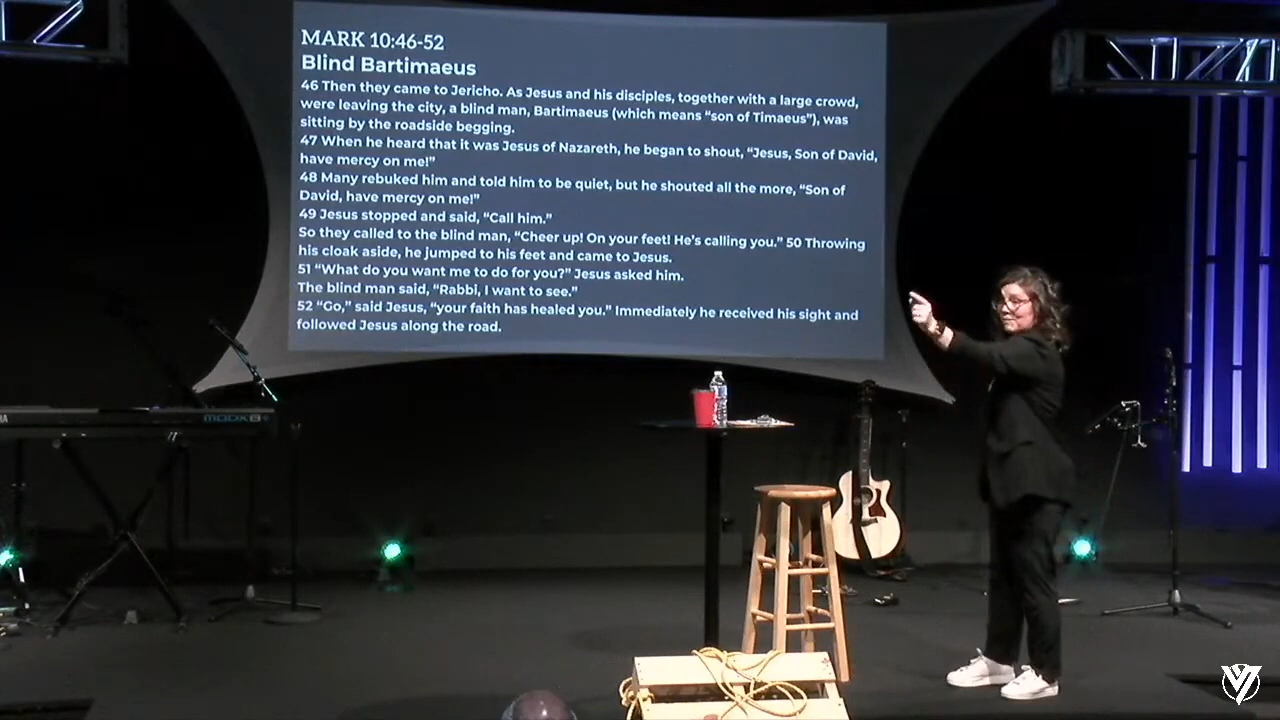 MARK 10:46-52
Blind Bartimaeus
46 Then they came to Jericho. As Jesus and his disciples, together with a large crowd,
were leaving the city, a blind man, Bartimaeus (which means “son of Timaeus”), was
sitting by the roadside begging.
47 When he heard that it was Jesus of Nazareth, he began to shout, “Jesus, Son of David,
have mercy on me!”
48 Many rebuked him and told him to be quiet, but he shouted all the more, “Son of
David, have mercy on me!”
49 Jesus stopped and said, “Call him.”
So they called to the blind man, “Cheer up! On your feet! He’s calling you.” 50 Throwing
his cloak aside, he jumped to his feet and came to Jesus.
51 “What do you want me to do for you?” Jesus asked him.
The blind man said, “Rabbi, I want to see.”
52 “Go,” said Jesus, “your faith has healed you.” Immediately he received his sight and
followed Jesus along the road.
MODX8+